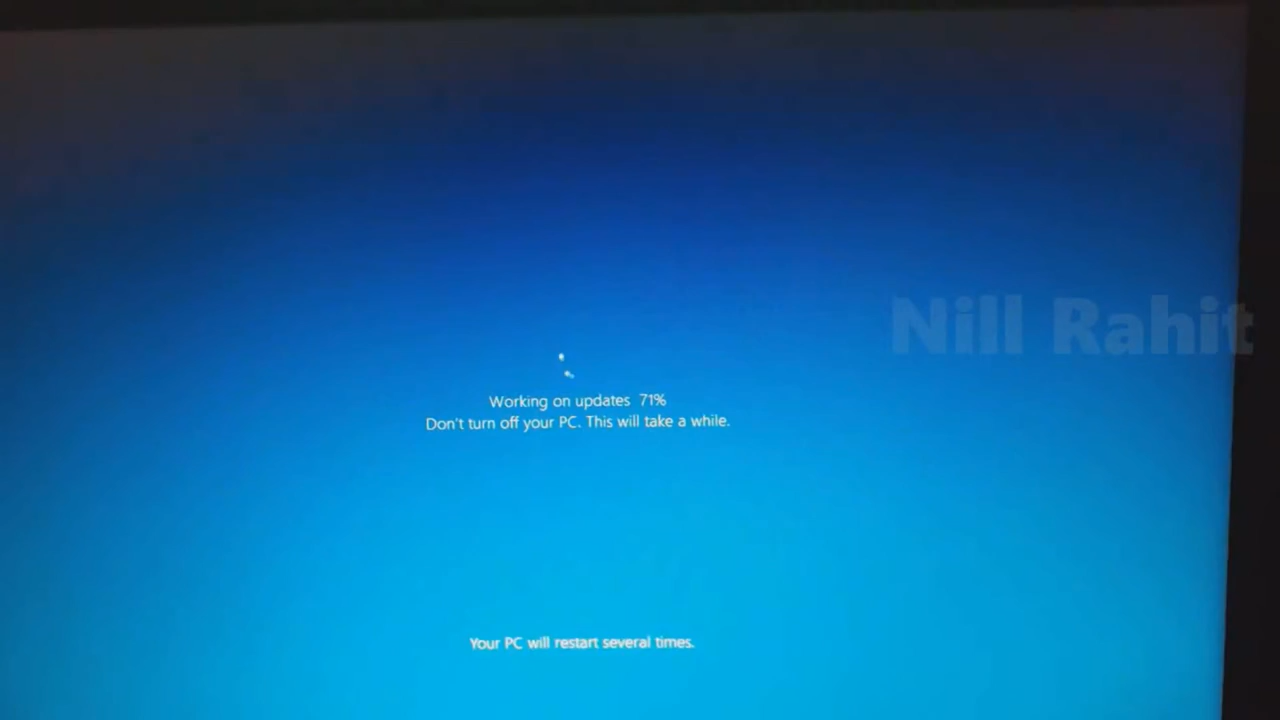 Nill Rahit
Working on updates 71%
Don't turn off your PC. This will take a while.
Your PC will restart several times.